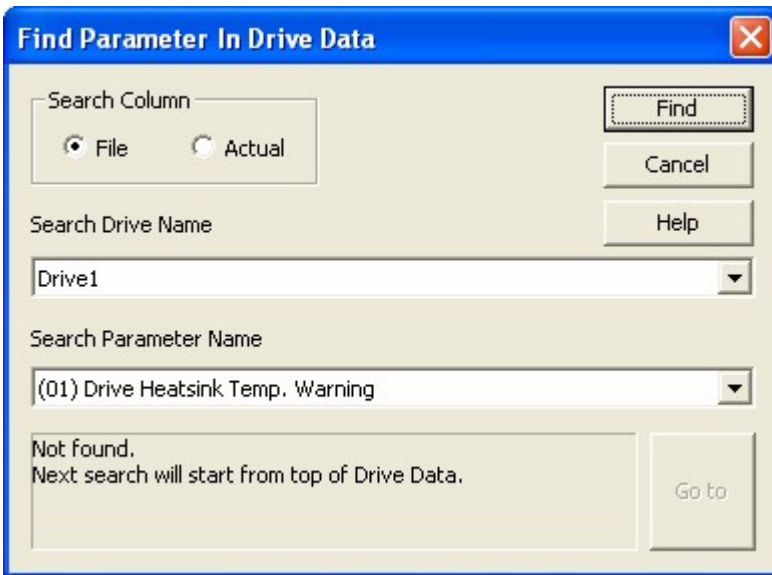 Find Parameter In Drive Data
Search Column
File
Actual
Find
Cancel
Help
Search Drive Name
Drive1
Search Parameter Name
(01) Drive Heatsink Temp. Warning
Not found.
Next search will start from top of Drive Data.
Go to